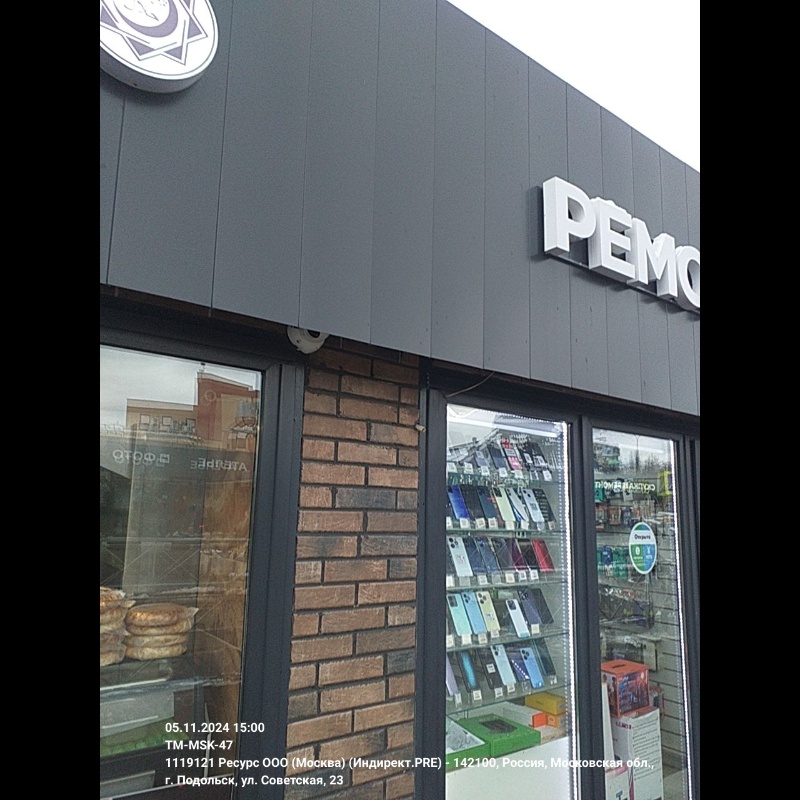 РЕМО
ФОТО
АТЕЛЬЕ
Открыто
05.11.2024 15:00
TM-MSK-47
1119121 Ресурс ООО (Москва) (Индирект.PRE) - 142100, Россия, Московская обл.,
г. Подольск, ул. Советская, 23